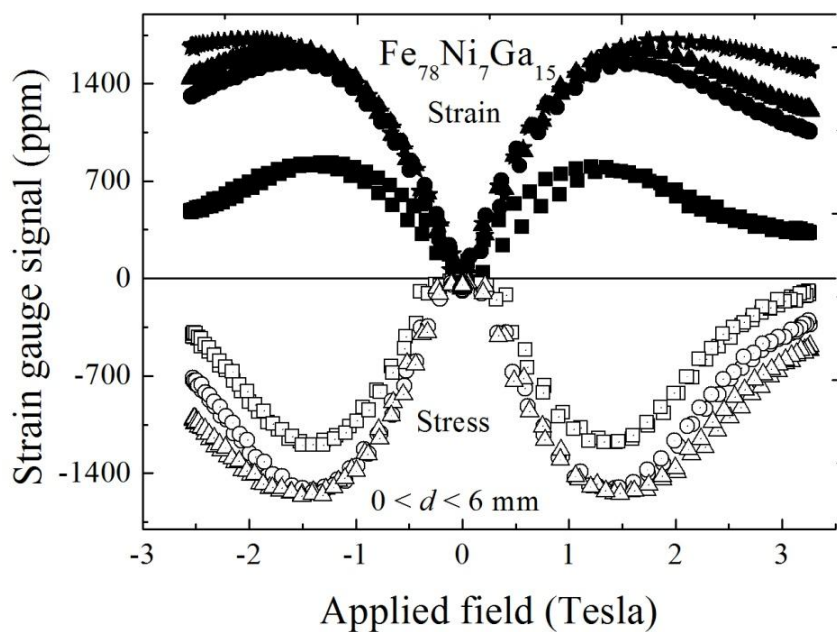 Fe₇₈Ni₇Ga₁₅
Strain
Strain gauge signal (ppm)
1400
700
0
-700
-1400
Stress
0 < d < 6 mm
-3 -2 -1 0 1 2 3
Applied field (Tesla)